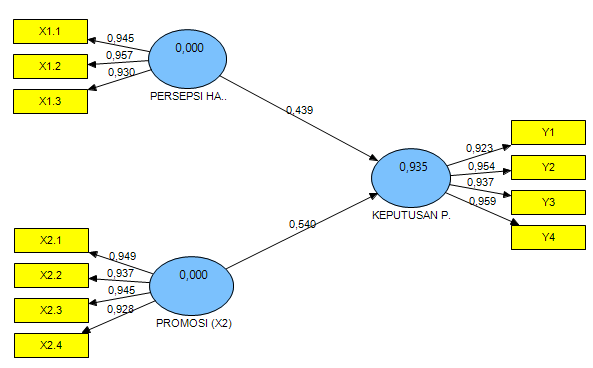 X1.1
0,945
X1.2
0,957
X1.3
0,930
0,000
PERSEPSI HA..
0,439
0,935
KEPUTUSAN P.
0,923
Y1
0,954
Y2
0,937
Y3
0,959
Y4
0,540
X2.1
0,949
X2.2
0,937
X2.3
0,945
X2.4
0,928
0,000
PROMOSI (X2)